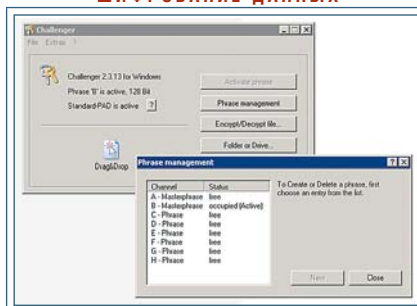 ШИФРОВАНИЕ ДАННЫХ
Challenger
File Extras ?
Challenger 2.3.13 for Windows
Phrase 'B' is active, 128 Bit
Standard-PAD is active ?
Activate phrase
Phrase management
Encrypt/Decrypt file...
Folder or Drive...
Drag&Drop
Phrase management
Channel Status
A - Masterphrase free
B - Masterphrase occupied (Active)
C - Phrase free
D - Phrase free
E - Phrase free
F - Phrase free
G - Phrase free
H - Phrase free
To Create or Delete a phrase, first
choose an entry from the list.
New
Close